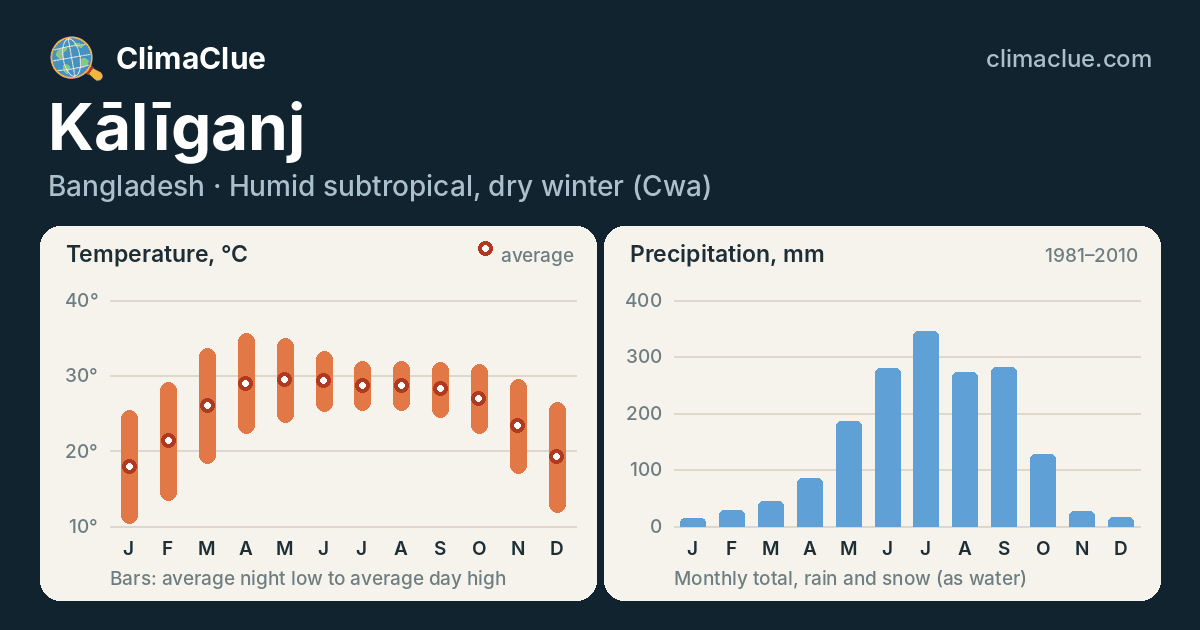 ClimaClue
climaclue.com
Kālīganj
Bangladesh · Humid subtropical, dry winter (Cwa)
Temperature, °C
average
40°
30°
20°
10°
J F M A M J J A S O N D
Bars: average night low to average day high
Precipitation, mm
1981–2010
400
300
200
100
0
J F M A M J J A S O N D
Monthly total, rain and snow (as water)